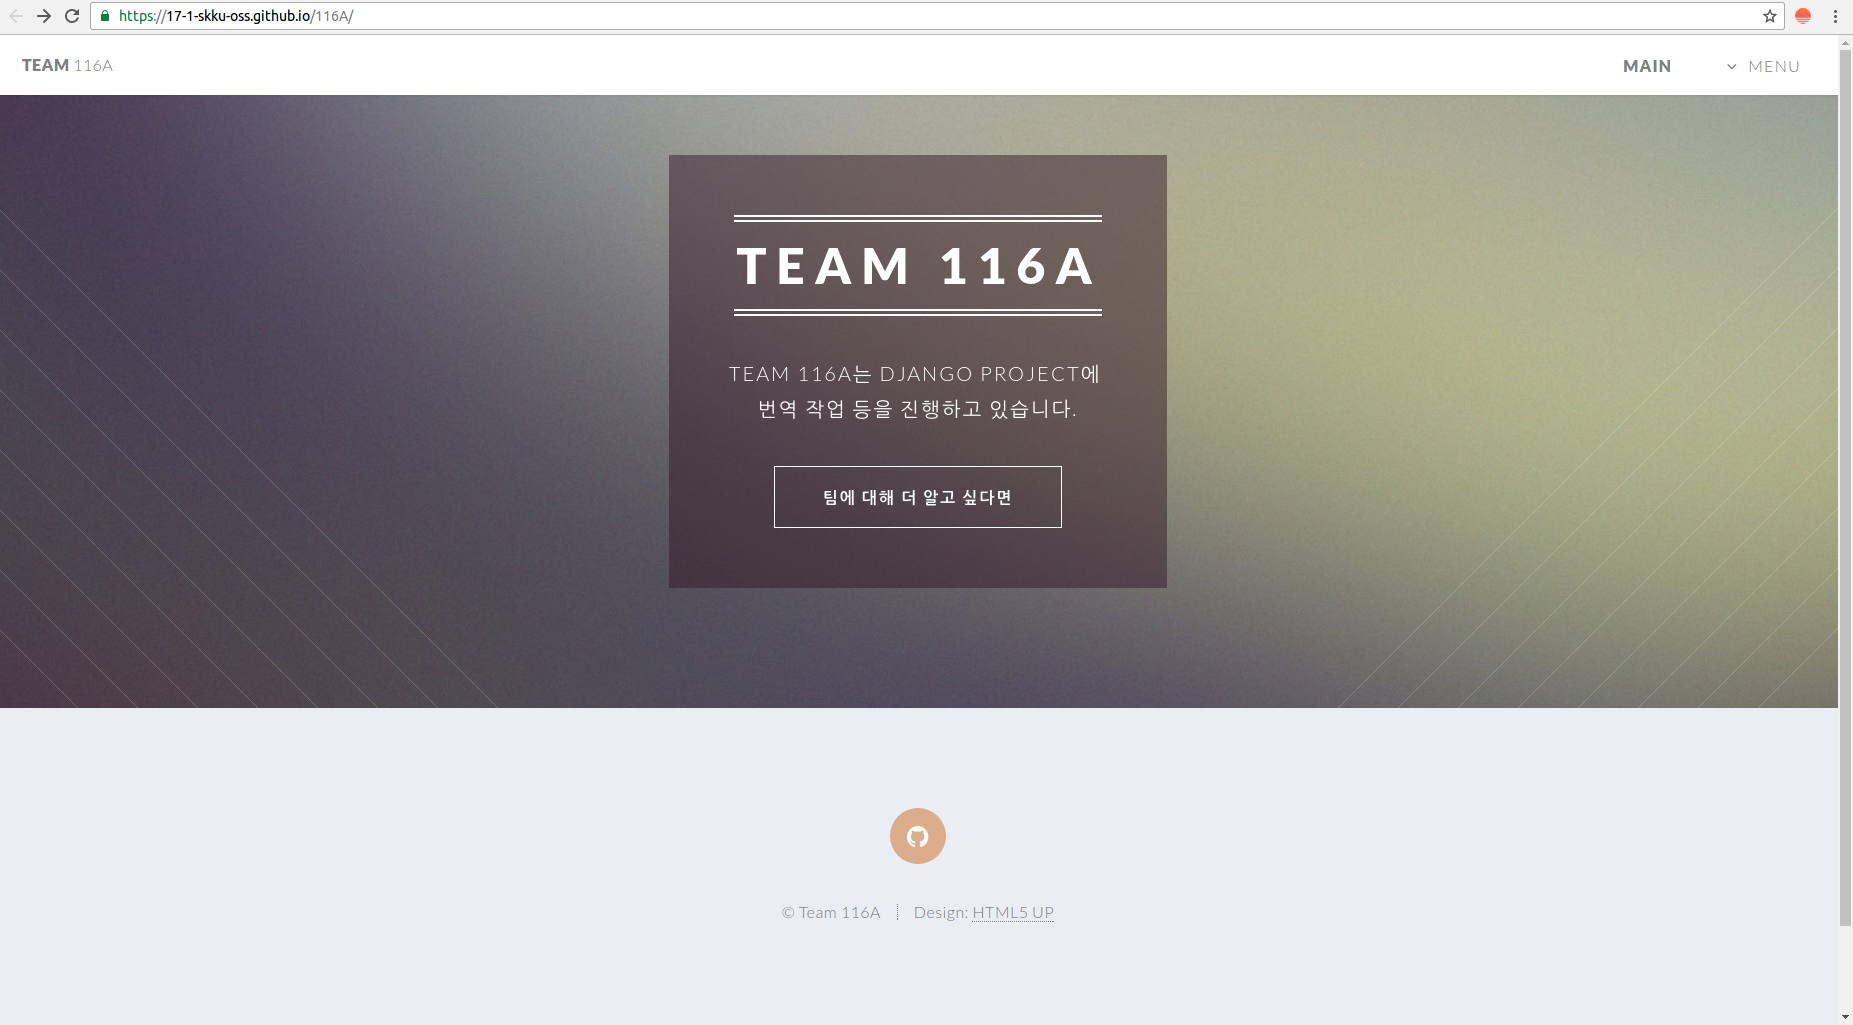 https://17-1-skku-oss.github.io/116A/
TEAM 116A
MAIN
MENU
TEAM 116A
TEAM 116A는 DJANGO PROJECT에
번역 작업 등을 진행하고 있습니다.
팀에 대해 더 알고 싶다면
© Team 116A
Design: HTML5 UP